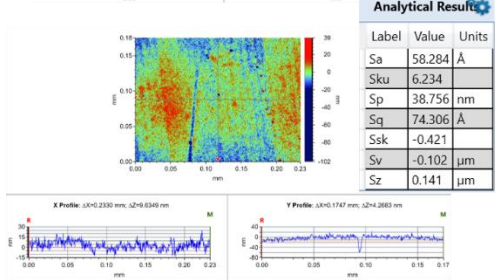 Analytical Results
Label Value Units
Sa 58.284 Å
Sku 6.234
Sp 38.756 nm
Sq 74.306 Å
Ssk -0.421
Sv -0.102 µm
Sz 0.141 µm
0.18
0.15
0.10
0.05
0.00
mm
0.00 0.05 0.10 0.15 0.20 0.23
mm
39
20
0
-20
-40
-60
-80
-102
nm
X Profile: ΔX=0.2330 mm; ΔZ=9.6349 nm
R M
30
15
0
-15
nm
0.00 0.05 0.10 0.15 0.20 0.23
mm
Y Profile: ΔX=0.1747 mm; ΔZ=4.2683 nm
R M
40
0
-40
-80
nm
0.00 0.05 0.10 0.15 0.17
mm